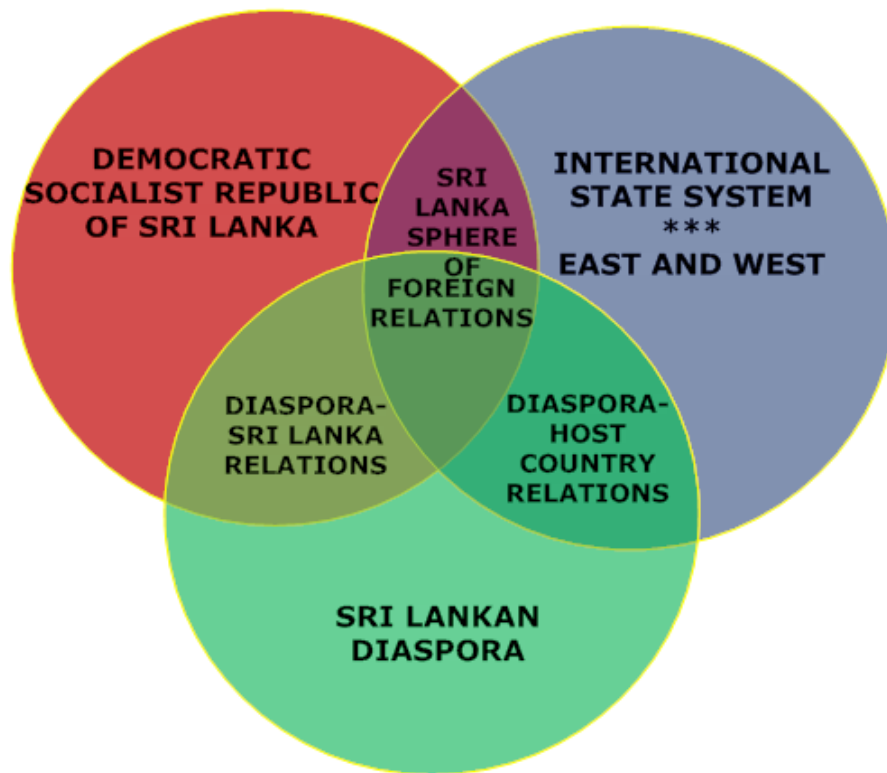 DEMOCRATIC
SOCIALIST REPUBLIC
OF SRI LANKA
SRI
LANKA
SPHERE
OF
FOREIGN
RELATIONS
INTERNATIONAL
STATE SYSTEM
***
EAST AND WEST
DIASPORA-
SRI LANKA
RELATIONS
DIASPORA-
HOST
COUNTRY
RELATIONS
SRI LANKAN
DIASPORA